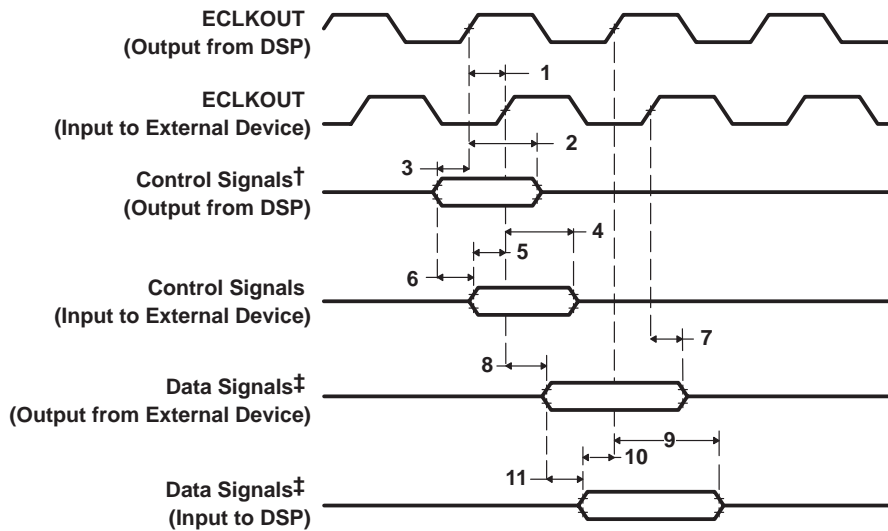 ECLKOUT
(Output from DSP)
1
ECLKOUT
(Input to External Device)
2
3
Control Signals†
(Output from DSP)
4
5
6
Control Signals
(Input to External Device)
7
8
Data Signals‡
(Output from External Device)
9
10
11
Data Signals‡
(Input to DSP)